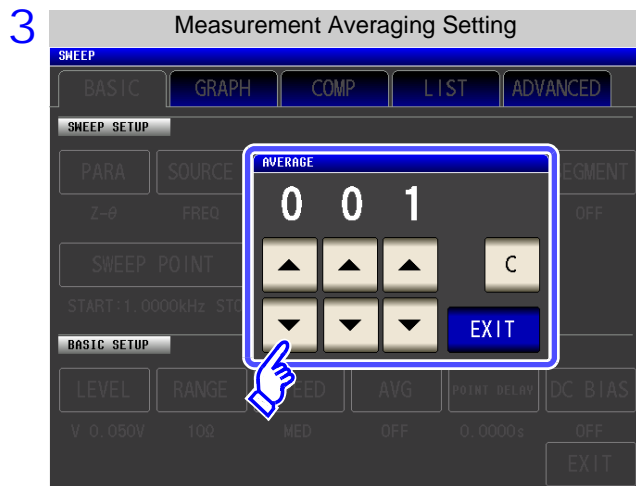 3 Measurement Averaging Setting
SWEEP
BASIC GRAPH COMP LIST ADVANCED
SWEEP SETUP
PARA SOURCE EGMENT
Z-θ FREQ OFF
AVERAGE
0 0 1
C
EXIT
SWEEP POINT
START:1.0000kHz STO
BASIC SETUP
LEVEL RANGE EED AVG POINT DELAY DC BIAS
V 0.050V 10Ω MED OFF 0.0000s OFF
EXIT